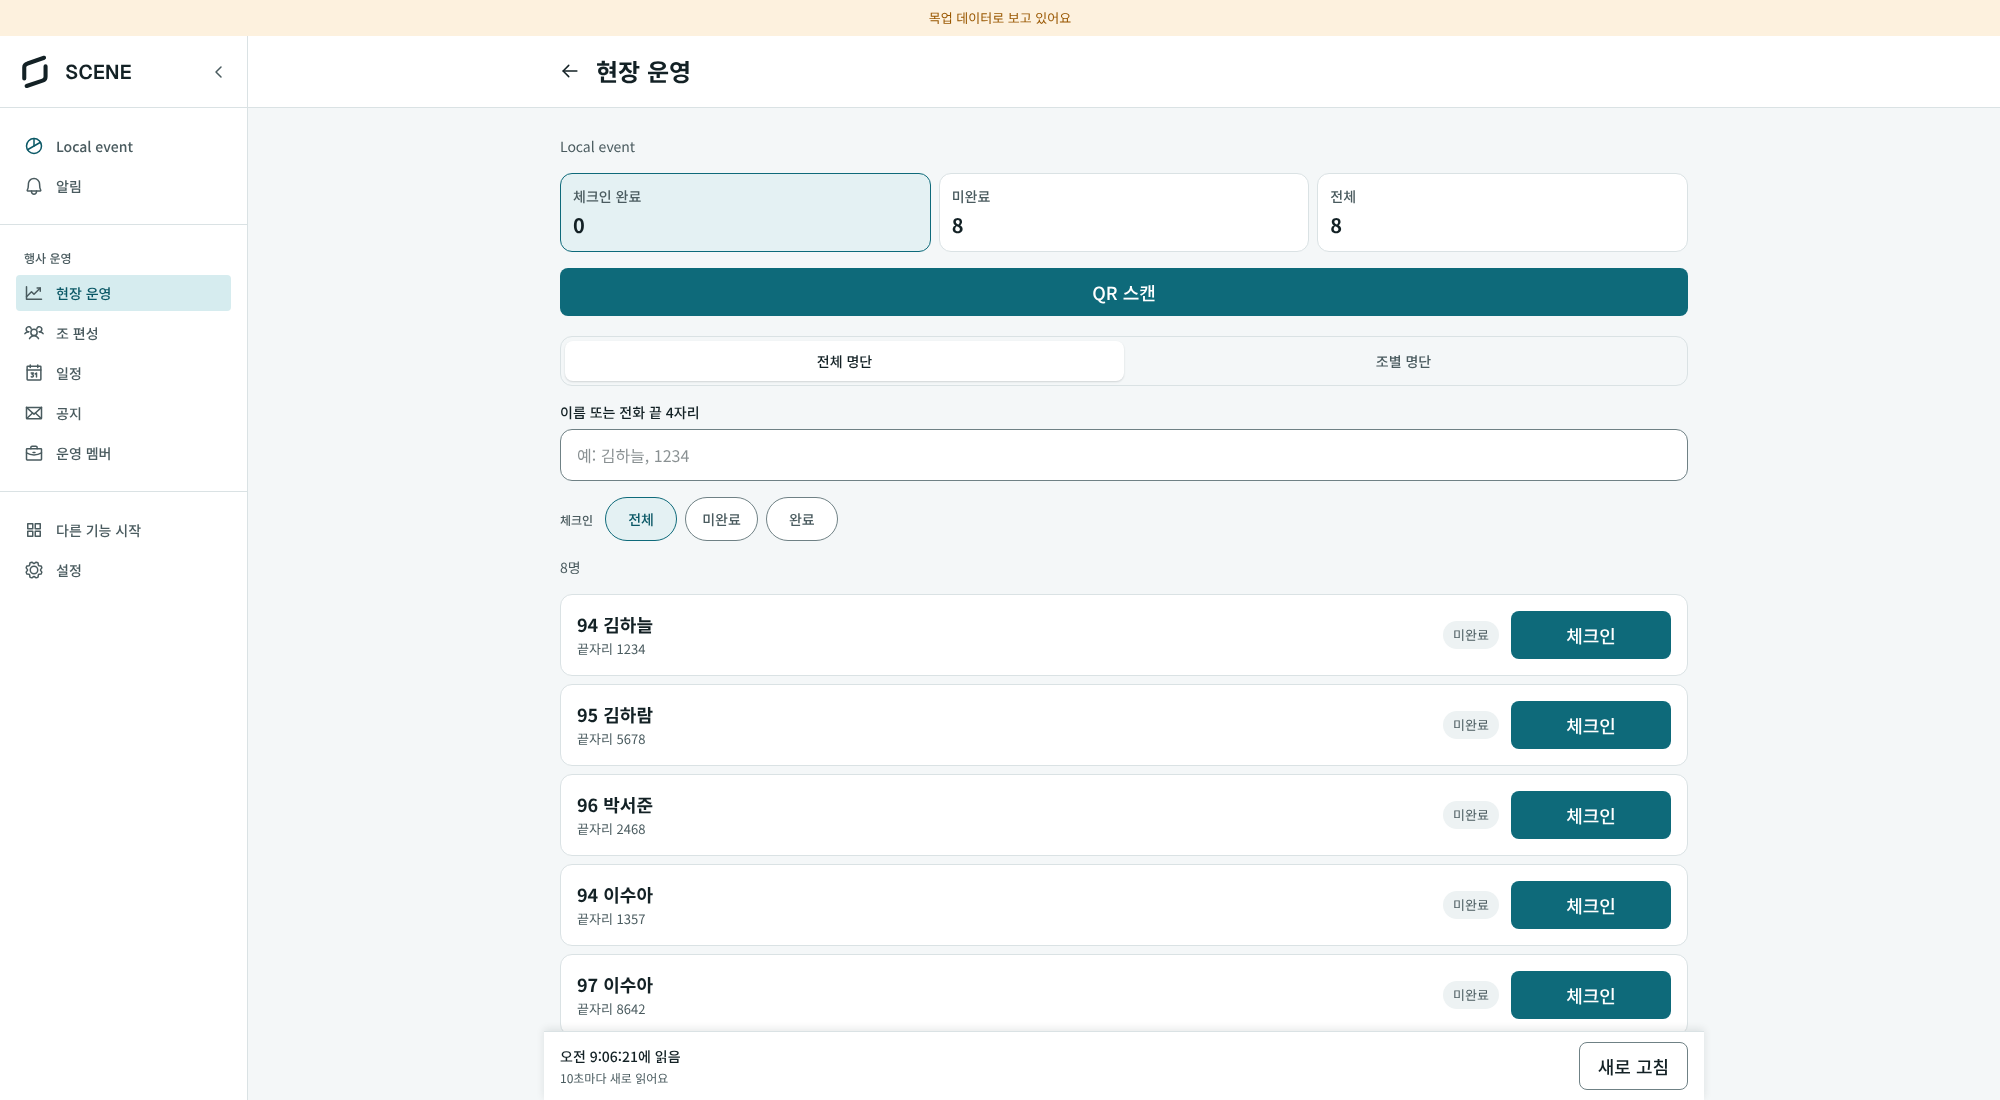 목업 데이터로 보고 있어요
SCENE
현장 운영
Local event
알림
행사 운영
현장 운영
조 편성
일정
공지
운영 멤버
다른 기능 시작
설정
Local event
체크인 완료
0
미완료
8
전체
8
QR 스캔
전체 명단
조별 명단
이름 또는 전화 끝 4자리
예: 김하늘, 1234
체크인
전체
미완료
완료
8명
94 김하늘
끝자리 1234
미완료
체크인
95 김하람
끝자리 5678
미완료
체크인
96 박서준
끝자리 2468
미완료
체크인
94 이수아
끝자리 1357
미완료
체크인
97 이수아
끝자리 8642
미완료
체크인
오전 9:06:21에 읽음
10초마다 새로 읽어요
새로 고침